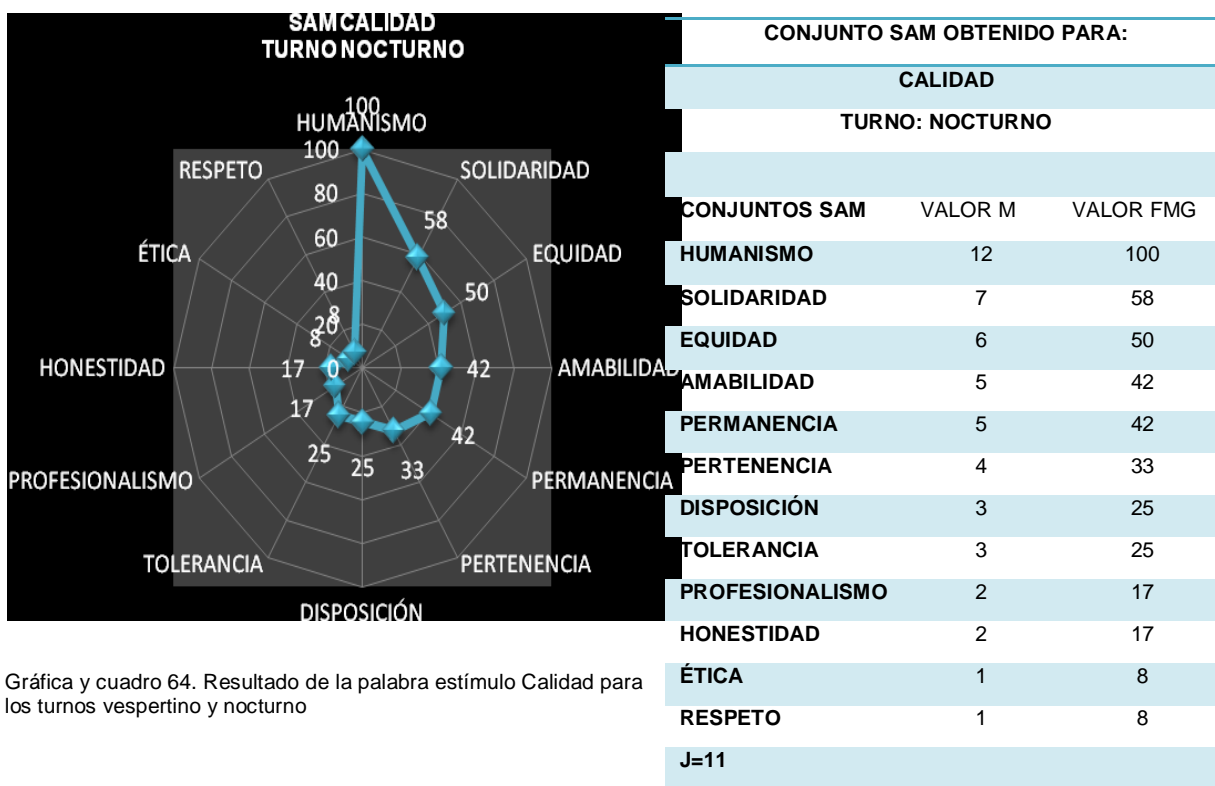 SAM CALIDAD
TURNO NOCTURNO
100
HUMANISMO
100
RESPETO
SOLIDARIDAD
80
58
60
ÉTICA
EQUIDAD
50
40
8
20
8
HONESTIDAD
17
0
42
AMABILIDAD
17
42
25
25
33
PROFESIONALISMO
PERMANENCIA
TOLERANCIA
PERTENENCIA
DISPOSICIÓN
Gráfica y cuadro 64. Resultado de la palabra estímulo Calidad para
los turnos vespertino y nocturno
CONJUNTO SAM OBTENIDO PARA:
CALIDAD
TURNO: NOCTURNO
CONJUNTOS SAM VALOR M VALOR FMG
HUMANISMO 12 100
SOLIDARIDAD 7 58
EQUIDAD 6 50
AMABILIDAD 5 42
PERMANENCIA 5 42
PERTENENCIA 4 33
DISPOSICIÓN 3 25
TOLERANCIA 3 25
PROFESIONALISMO 2 17
HONESTIDAD 2 17
ÉTICA 1 8
RESPETO 1 8
J=11